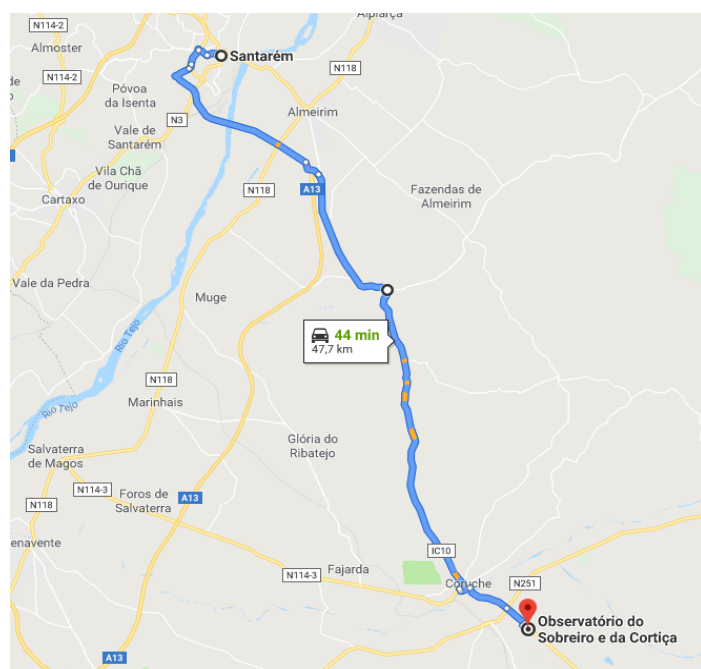 N114-2
Alpiarça
Almoster
Santarém
N118
de
N114-2
Póvoa
da Isenta
Almeirim
N3
Vale de
Santarém
Vila Chã
de Ourique
N118
A13
Fazendas de
Almeirim
Cartaxo
Vale da Pedra
Muge
44 min
47,7 km
Rio Tejo
N118
Marinhais
Rio Tejo
Glória do
Ribatejo
Salvaterra
de Magos
N114-3
Foros de
Salvaterra
A13
N118
enavente
IC10
Fajarda
N114-3
Coruche
N251
Observatório do
Sobreiro e da Cortiça
A13